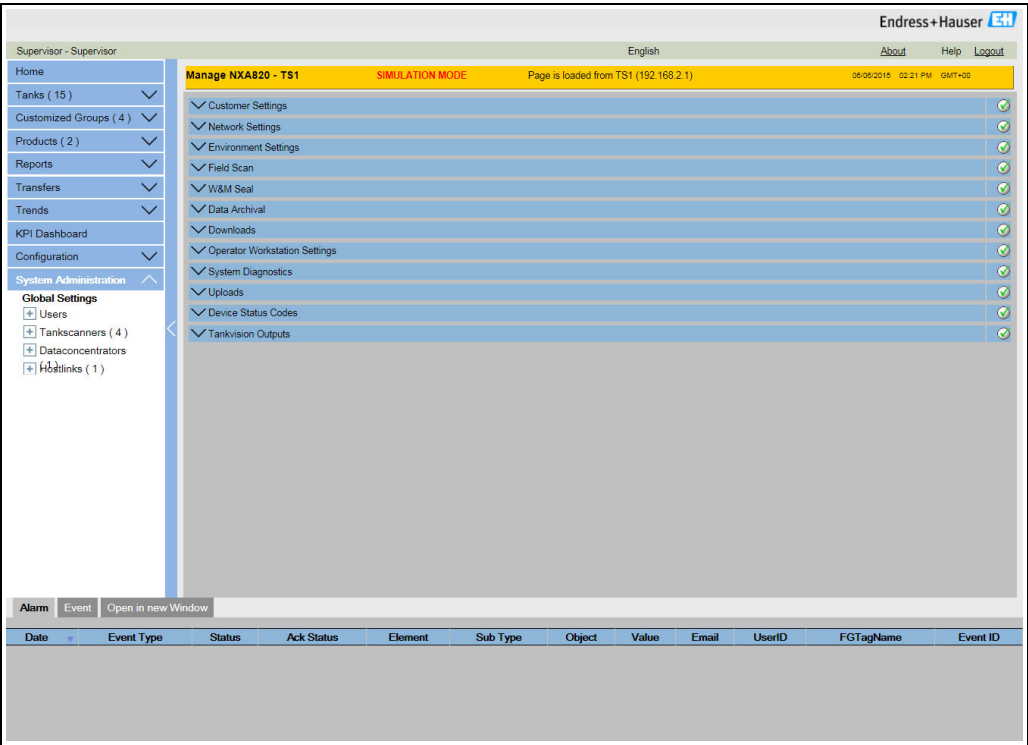 Endress+Hauser EH
Supervisor - Supervisor English About Help Logout
Home
Tanks ( 15 )
Customized Groups ( 4 )
Products ( 2 )
Reports
Transfers
Trends
KPI Dashboard
Configuration
System Administration
Global Settings
Users
Tankscanners ( 4 )
Dataconcentrators
( 1 )
Hostlinks ( 1 )
Manage NXA820 - TS1 SIMULATION MODE Page is loaded from TS1 (192.168.2.1) 06/06/2015 02:21 PM GMT+00
Customer Settings
Network Settings
Environment Settings
Field Scan
W&M Seal
Data Archival
Downloads
Operator Workstation Settings
System Diagnostics
Uploads
Device Status Codes
Tankvision Outputs
Alarm Event Open in new Window
Date Event Type Status Ack Status Element Sub Type Object Value Email UserID FGTagName Event ID